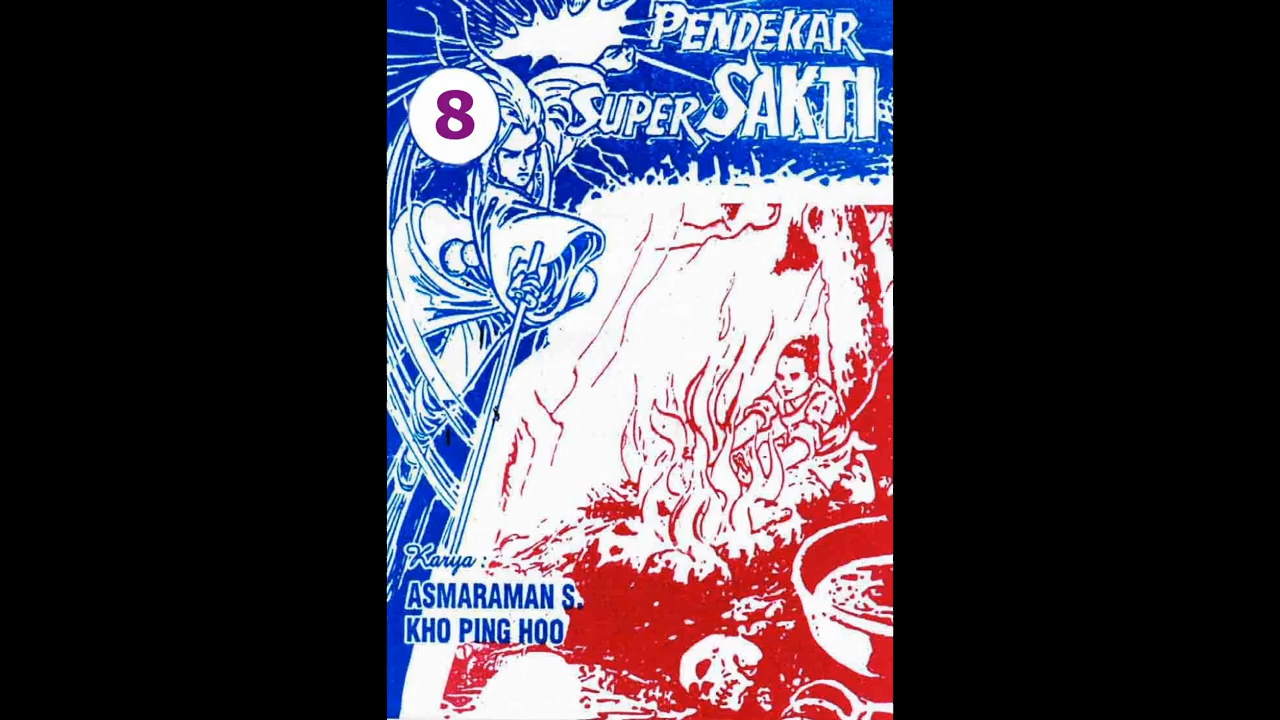 PENDEKAR
SUPER SAKTI
8
Karya :
ASMARAMAN S.
KHO PING HOO